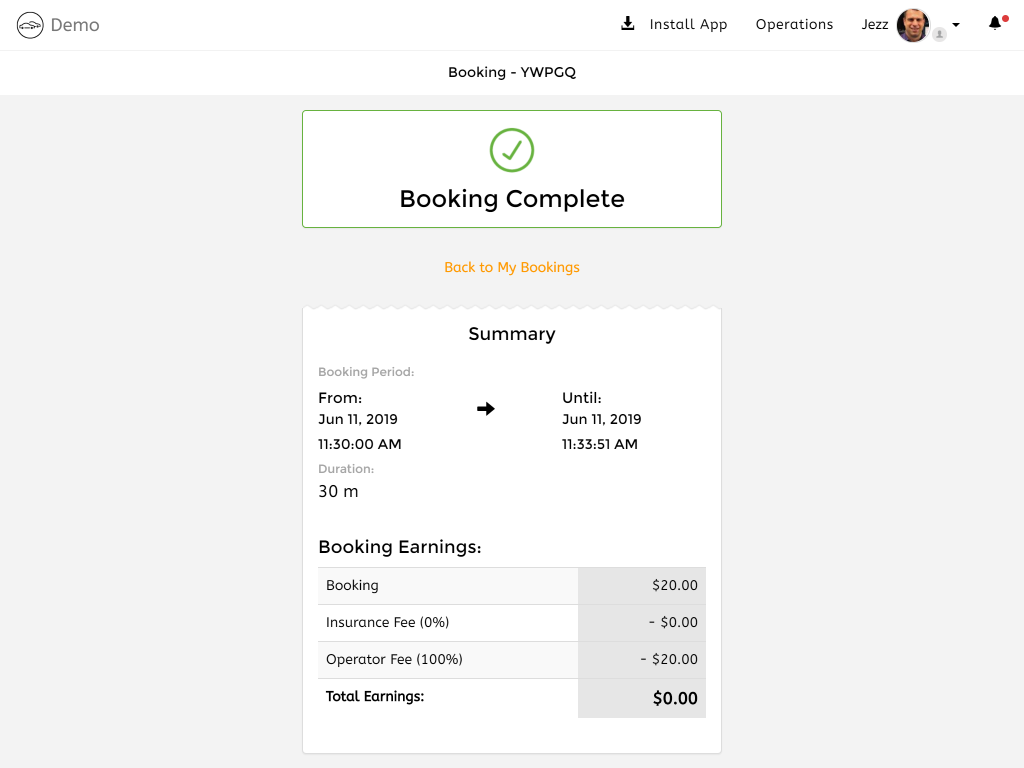 Demo
Install App
Operations
Jezz
Booking - YWPGQ
Booking Complete
Back to My Bookings
Summary
Booking Period:
From:
Until:
Jun 11, 2019
Jun 11, 2019
11:30:00 AM
11:33:51 AM
Duration:
30 m
Booking Earnings:
Booking $20.00
Insurance Fee (0%) - $0.00
Operator Fee (100%) - $20.00
Total Earnings: $0.00